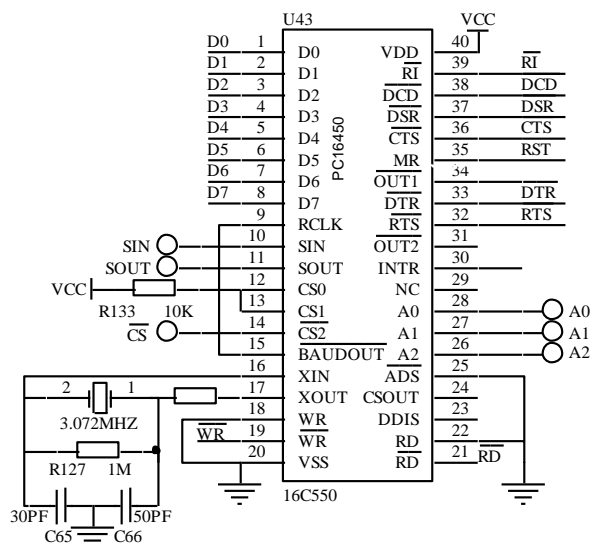 U43
VCC
D0 1 D0 VDD 40
D1 2 D1 RI 39 RI
D2 3 D2 DCD 38 DCD
D3 4 D3 DSR 37 DSR
D4 5 D4 CTS 36 CTS
D5 6 D5 MR 35 RST
D6 7 D6 OUT1 34
D7 8 D7 DTR 33 DTR
9 RCLK RTS 32 RTS
SIN 10 SIN OUT2 31
SOUT 11 SOUT INTR 30
VCC 12 CS0 NC 29
R133 10K 13 CS1 A0 28 A0
CS 14 CS2 A1 27 A1
15 BAUDOUT A2 26 A2
16 XIN ADS 25
2 1 17 XOUT CSOUT 24
3.072MHZ 18 WR DDIS 23
WR 19 WR RD 22
R127 1M 20 VSS RD 21 RD
PC16450
16C550
30PF 50PF
C65 C66